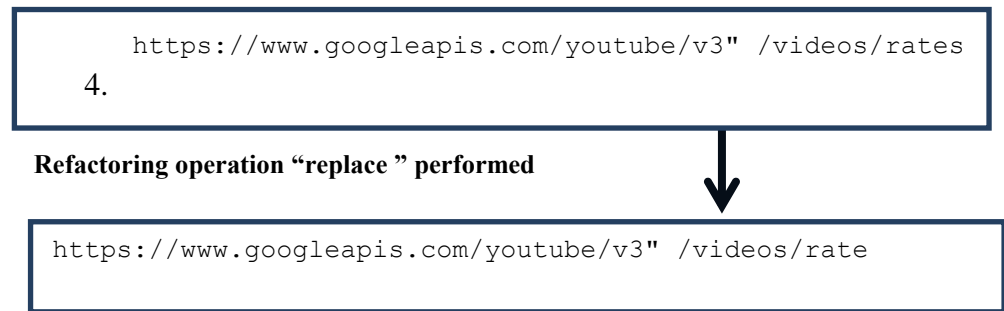 https://www.googleapis.com/youtube/v3" /videos/rates
4.
Refactoring operation “replace ” performed
https://www.googleapis.com/youtube/v3" /videos/rate